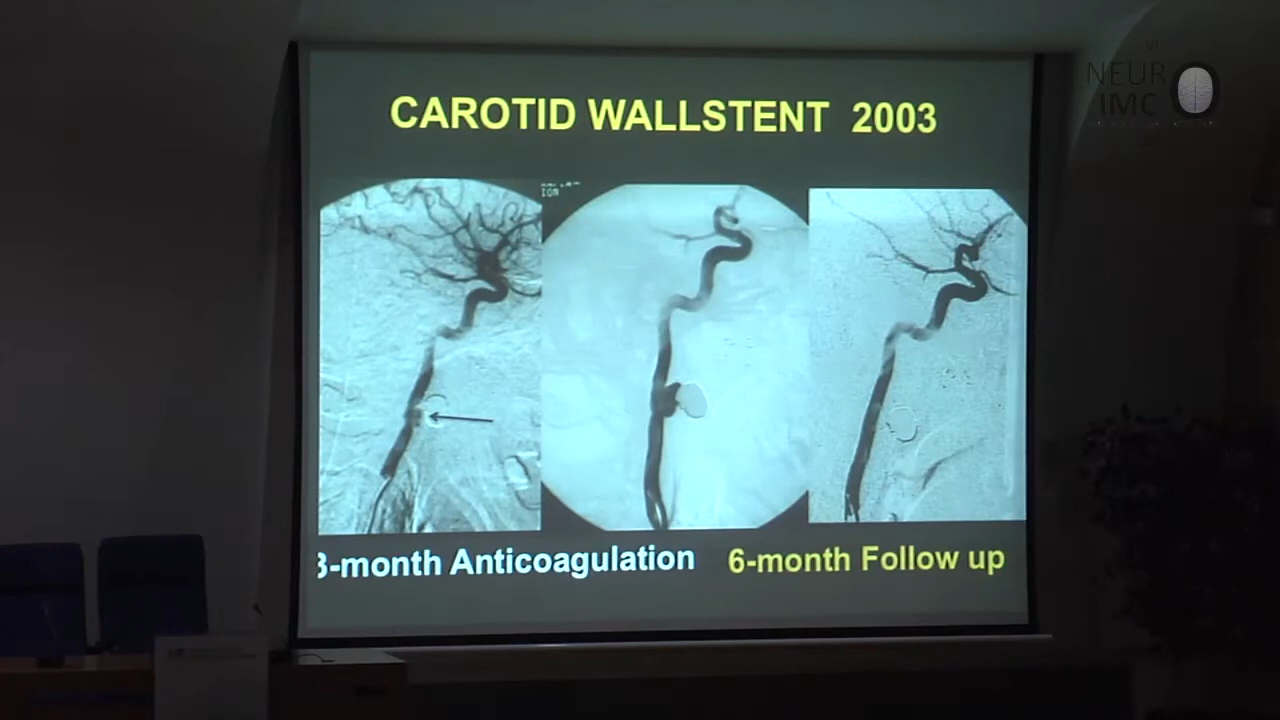 NEUR
IMC
CAROTID WALLSTENT 2003
3-month Anticoagulation
6-month Follow up